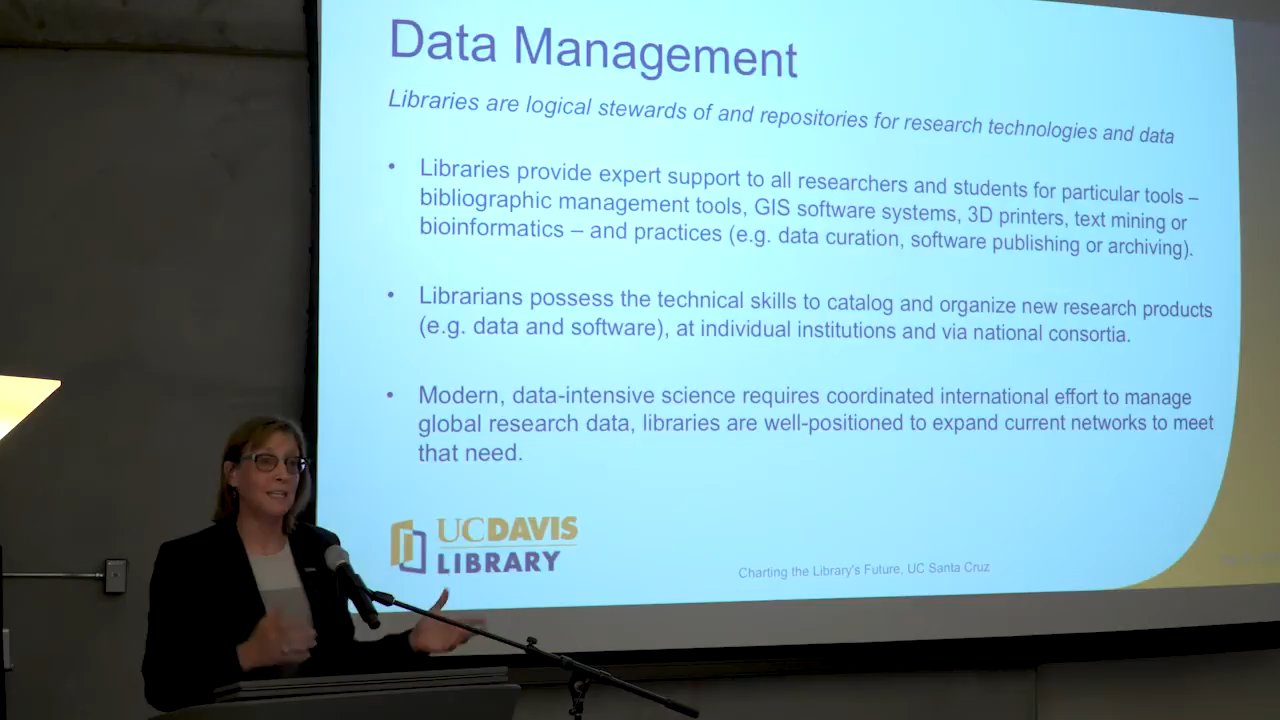 Data Management
Libraries are logical stewards of and repositories for research technologies and data
• Libraries provide expert support to all researchers and students for particular tools –
bibliographic management tools, GIS software systems, 3D printers, text mining or
bioinformatics – and practices (e.g. data curation, software publishing or archiving).
• Librarians possess the technical skills to catalog and organize new research products
(e.g. data and software), at individual institutions and via national consortia.
• Modern, data-intensive science requires coordinated international effort to manage
global research data, libraries are well-positioned to expand current networks to meet
that need.
UCDAVIS
LIBRARY
Charting the Library's Future, UC Santa Cruz